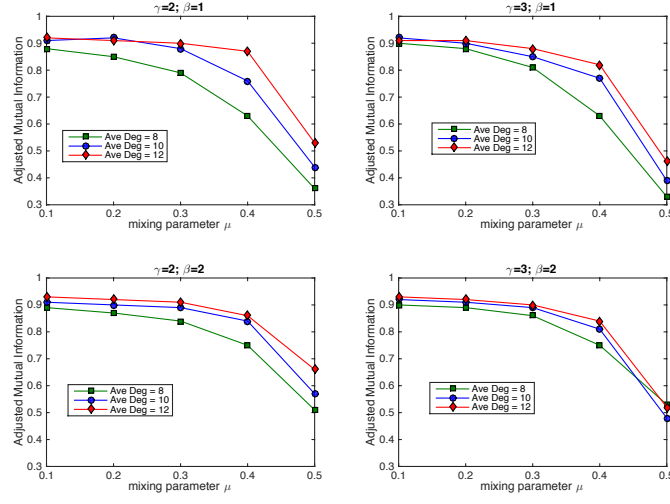 γ=2; β=1
Adjusted Mutual Information
1
0.9
0.8
0.7
0.6
0.5
0.4
0.3
Ave Deg = 8
Ave Deg = 10
Ave Deg = 12
0.1 0.2 0.3 0.4 0.5
mixing parameter μ
γ=3; β=1
Adjusted Mutual Information
1
0.9
0.8
0.7
0.6
0.5
0.4
0.3
Ave Deg = 8
Ave Deg = 10
Ave Deg = 12
0.1 0.2 0.3 0.4 0.5
mixing parameter μ
γ=2; β=2
Adjusted Mutual Information
1
0.9
0.8
0.7
0.6
0.5
0.4
0.3
Ave Deg = 8
Ave Deg = 10
Ave Deg = 12
0.1 0.2 0.3 0.4 0.5
mixing parameter μ
γ=3; β=2
Adjusted Mutual Information
1
0.9
0.8
0.7
0.6
0.5
0.4
0.3
Ave Deg = 8
Ave Deg = 10
Ave Deg = 12
0.1 0.2 0.3 0.4 0.5
mixing parameter μ